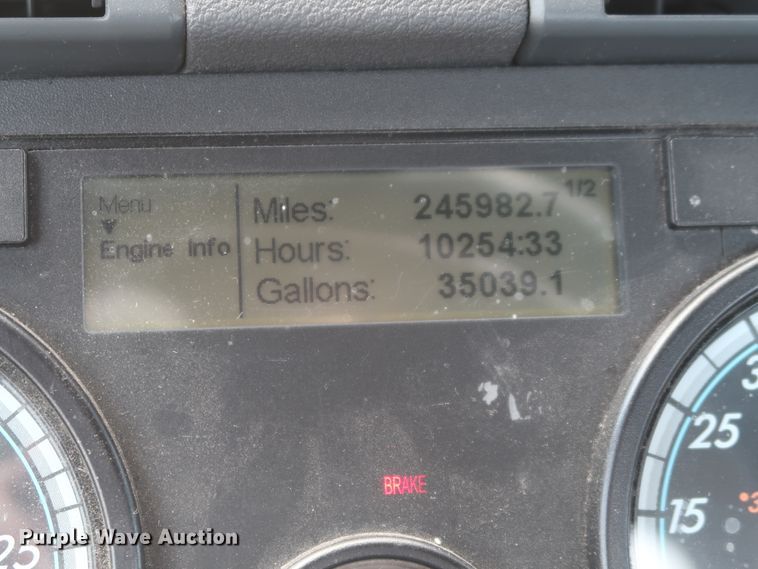 Menu
Engine Info
Miles: 245982.7 1/2
Hours: 10254:33
Gallons: 35039.1
BRAKE
25
15
25
Purple Wave Auction